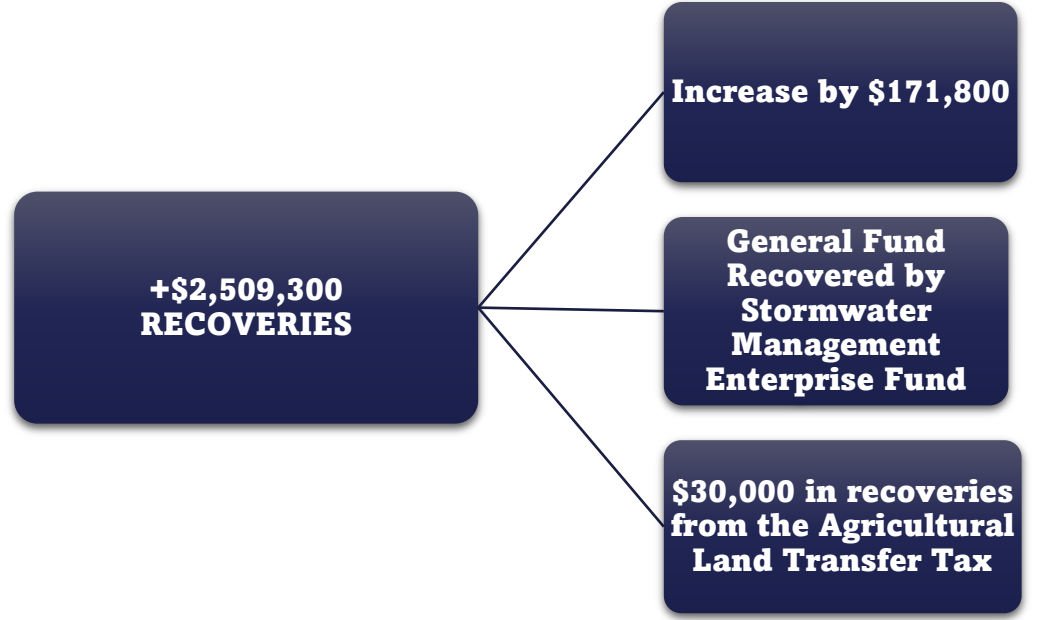 +$2,509,300
RECOVERIES
Increase by $171,800
General Fund
Recovered by
Stormwater
Management
Enterprise Fund
$30,000 in recoveries
from the Agricultural
Land Transfer Tax